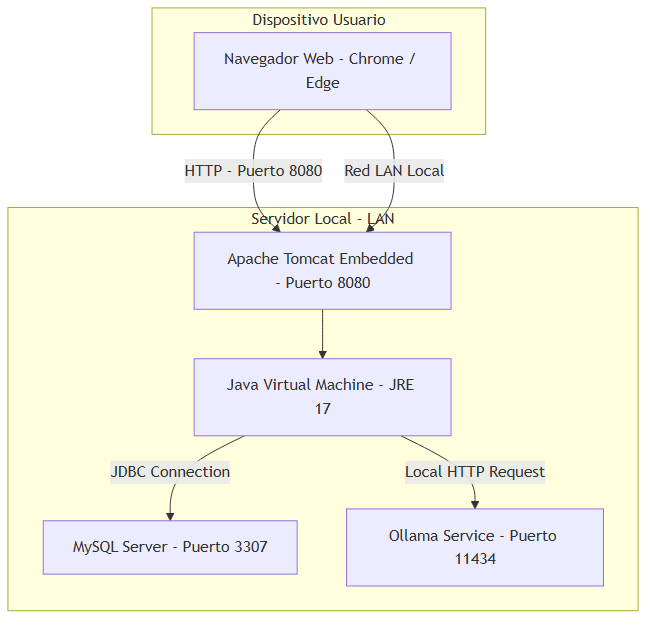 Dispositivo Usuario
Navegador Web - Chrome /
Edge
HTTP - Puerto 8080
Red LAN Local
Servidor Local - LAN
Apache Tomcat Embedded
- Puerto 8080
Java Virtual Machine - JRE
17
JDBC Connection
Local HTTP Request
MySQL Server - Puerto 3307
Ollama Service - Puerto
11434